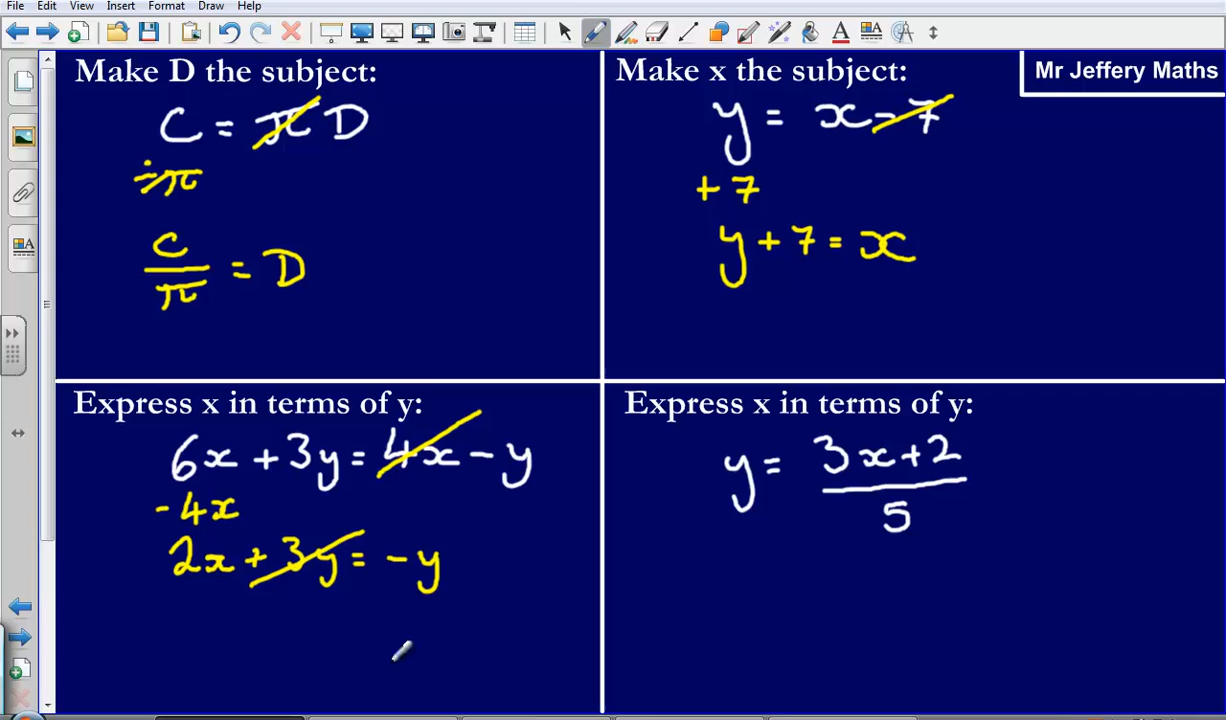 File Edit View Insert Format Draw Help
Make D the subject:
C = π D
÷π
C/π = D
Make x the subject:
Mr Jeffery Maths
y = x - 7
+ 7
y + 7 = x
Express x in terms of y:
6x + 3y = 4x - y
- 4x
2x + 3y = - y
Express x in terms of y:
y = 3x+2
5